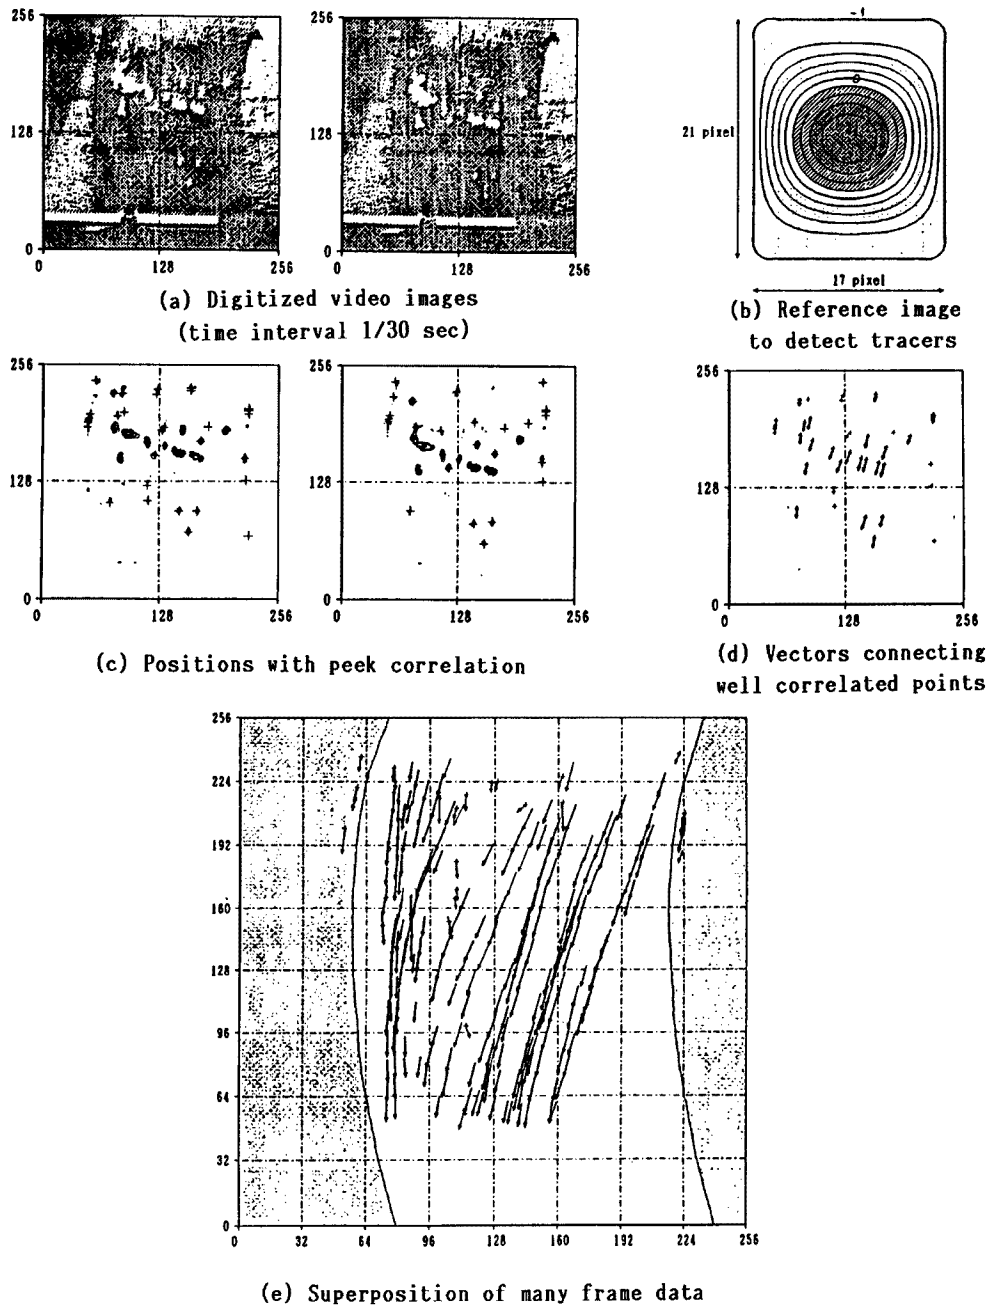 256
128
0
0 128 256
128
0
0 128 256
(a) Digitized video images
(time interval 1/30 sec)
-1
0
21 pixel
17 pixel
(b) Reference image
to detect tracers
256
128
0
0 128 256
256
128
0
0 128 256
(c) Positions with peek correlation
256
128
0
128 256
(d) Vectors connecting
well correlated points
256
224
192
160
128
96
64
32
0
0 32 64 96 128 160 192 224 256
(e) Superposition of many frame data